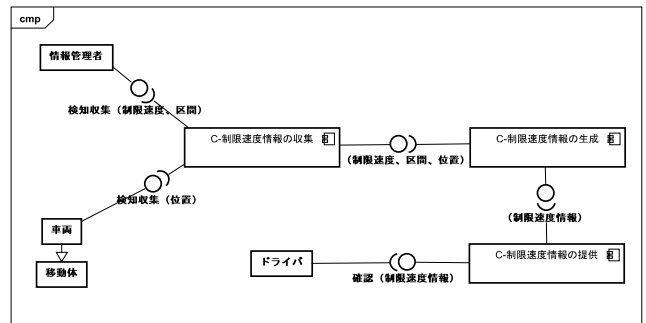 cmp
情報管理者
検知収集（制限速度、区間）
C-制限速度情報の収集
C-制限速度情報の生成
（制限速度、区間、位置）
検知収集（位置）
（制限速度情報）
車両
移動体
ドライバ
C-制限速度情報の提供
確認（制限速度情報）